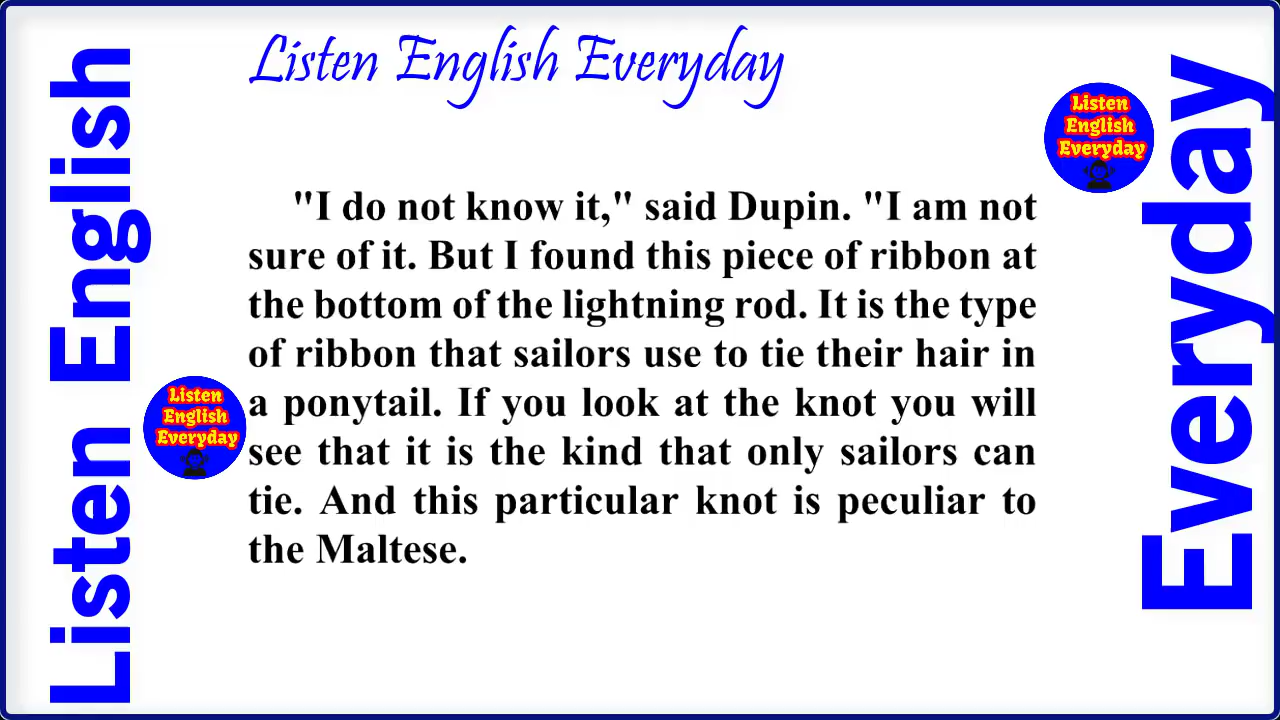 Listen English Everyday
Listen English
Everyday
Listen
English
Everyday
"I do not know it," said Dupin. "I am not
sure of it. But I found this piece of ribbon at
the bottom of the lightning rod. It is the type
of ribbon that sailors use to tie their hair in
a ponytail. If you look at the knot you will
see that it is the kind that only sailors can
tie. And this particular knot is peculiar to
the Maltese.
Listen
English
Everyday